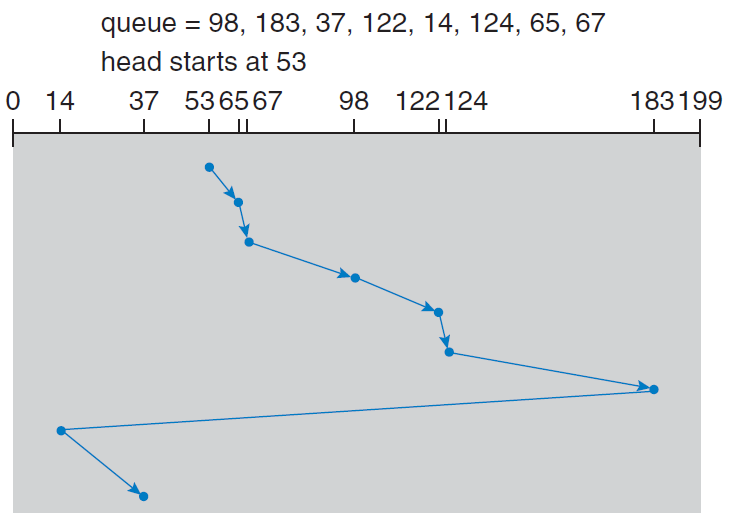 queue = 98, 183, 37, 122, 14, 124, 65, 67
head starts at 53
0 14 37 53 65 67 98 122 124 183 199